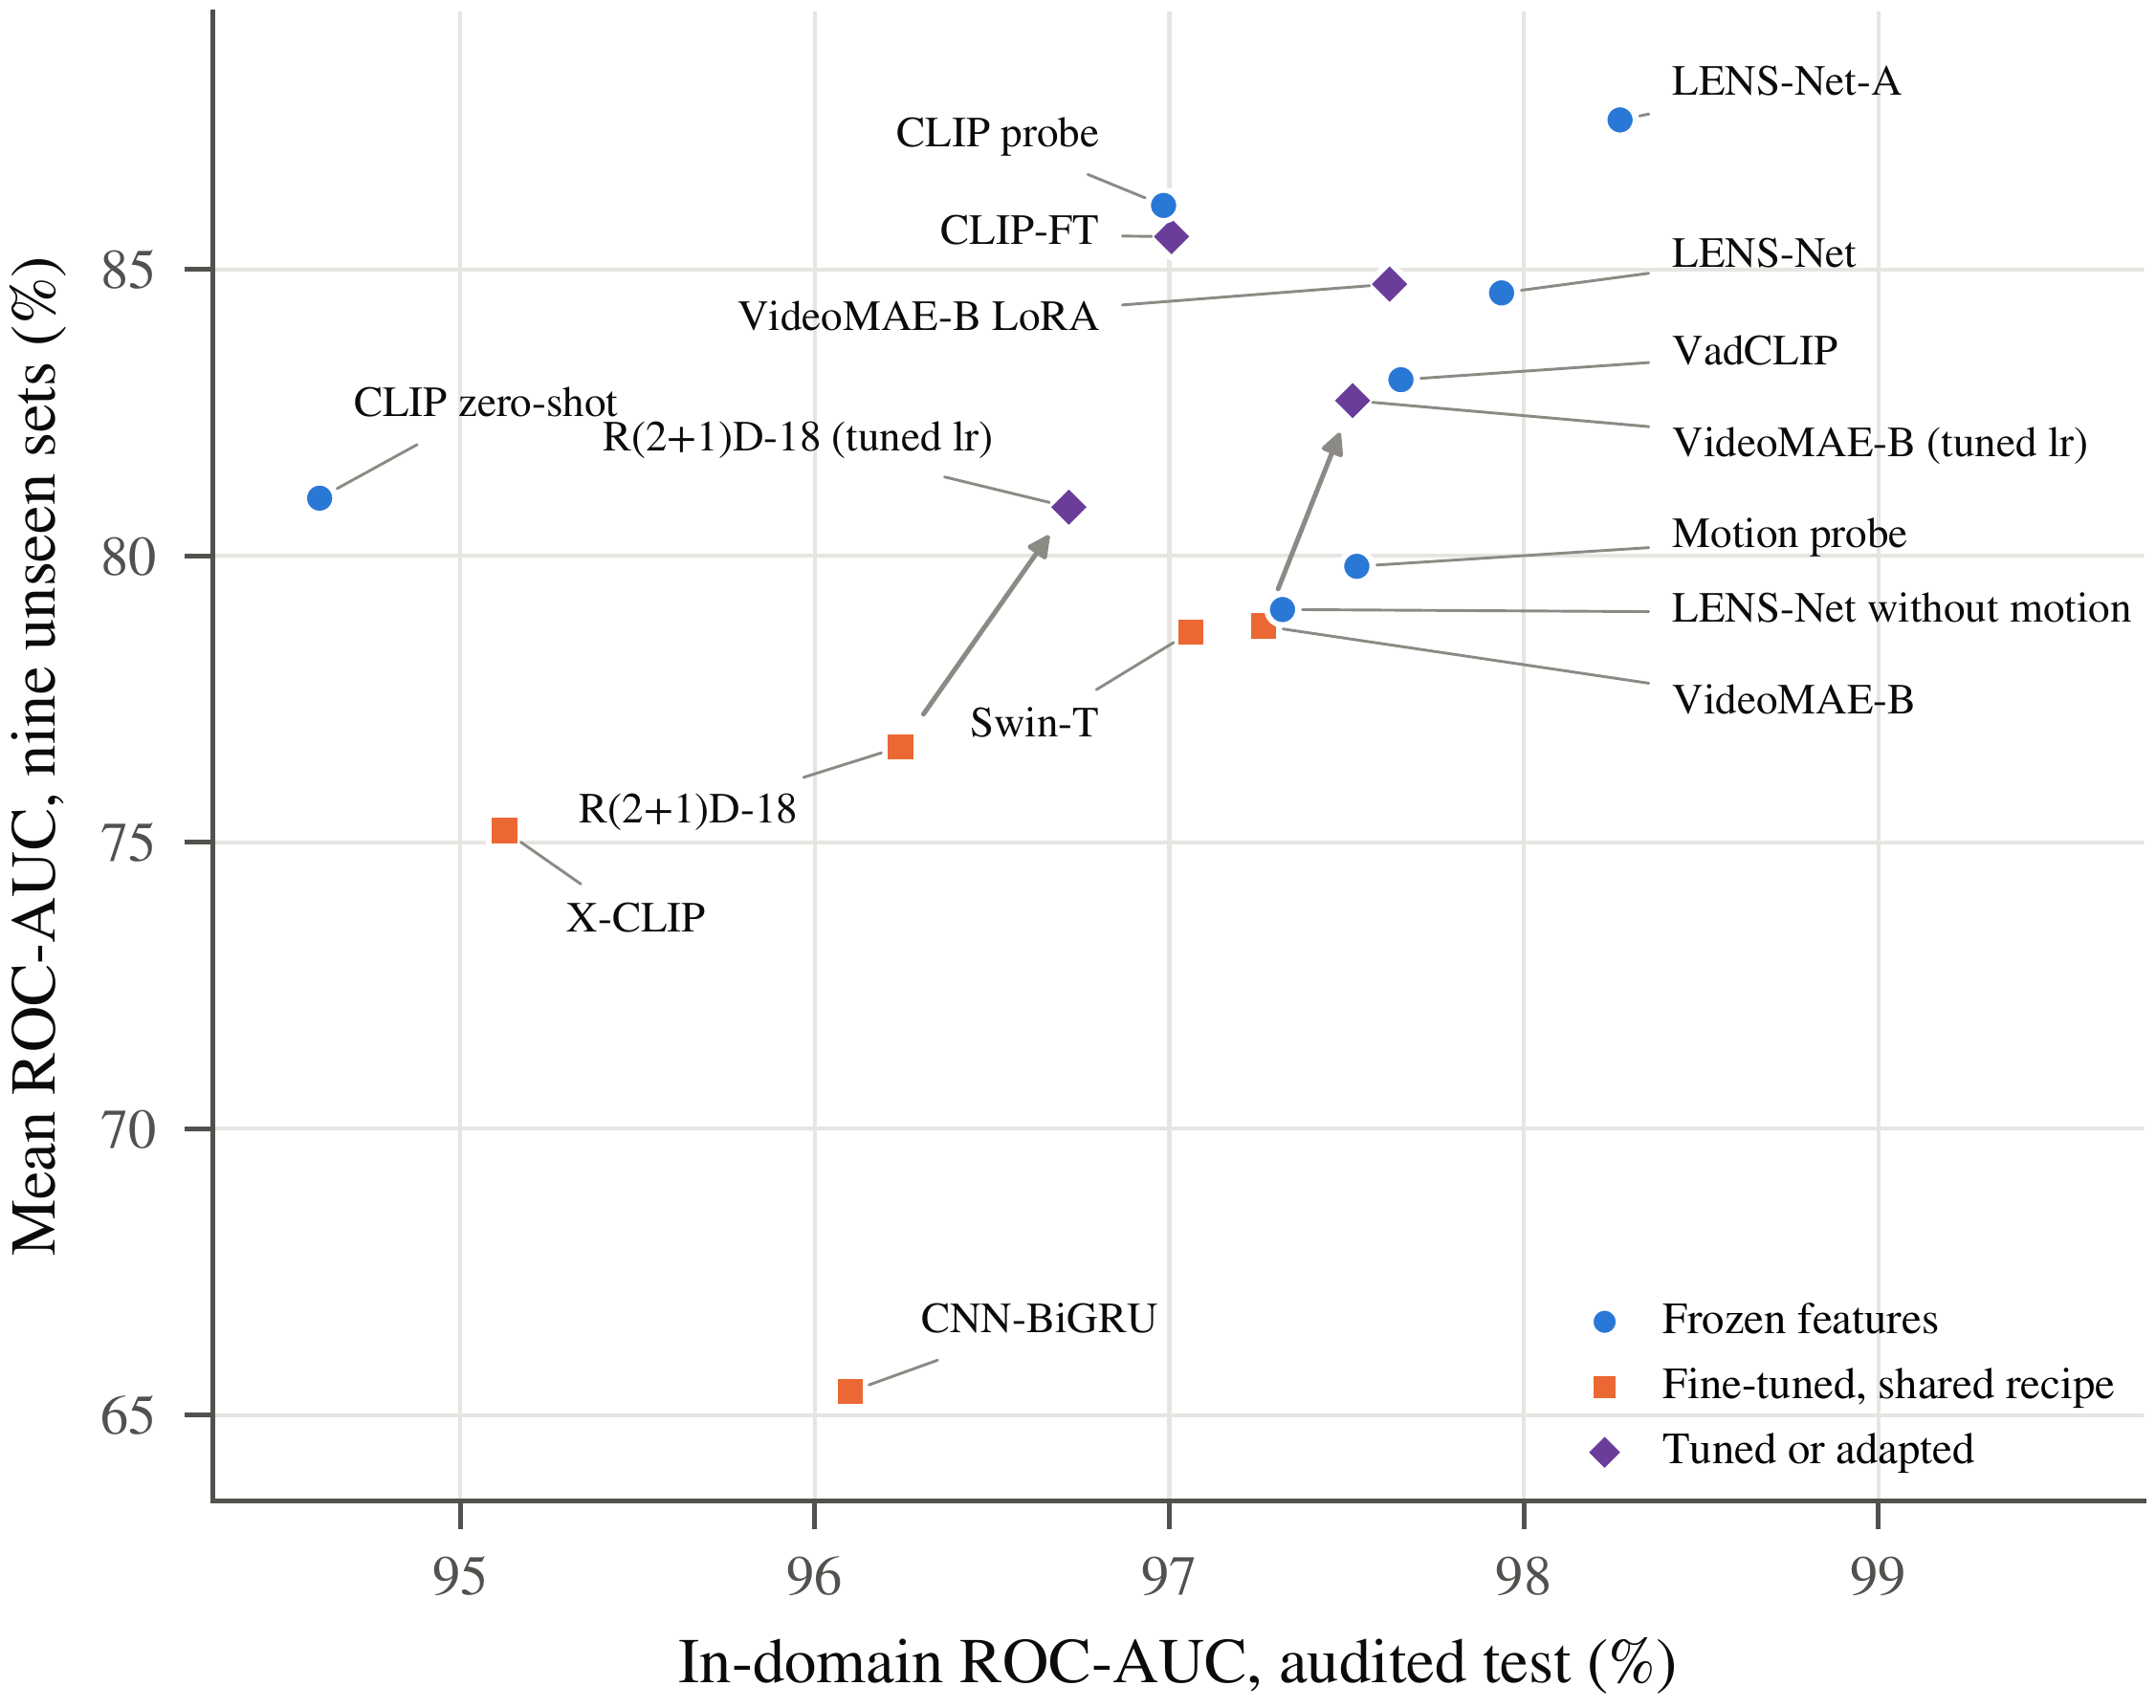 LENS-Net-A
CLIP probe
CLIP-FT
LENS-Net
85
VideoMAE-B LoRA
VadCLIP
CLIP zero-shot
R(2+1)D-18 (tuned lr)
VideoMAE-B (tuned lr)
Motion probe
80
LENS-Net without motion
VideoMAE-B
Swin-T
R(2+1)D-18
75
X-CLIP
70
CNN-BiGRU
65
Mean ROC-AUC, nine unseen sets (%)
Frozen features
Fine-tuned, shared recipe
Tuned or adapted
95 96 97 98 99
In-domain ROC-AUC, audited test (%)